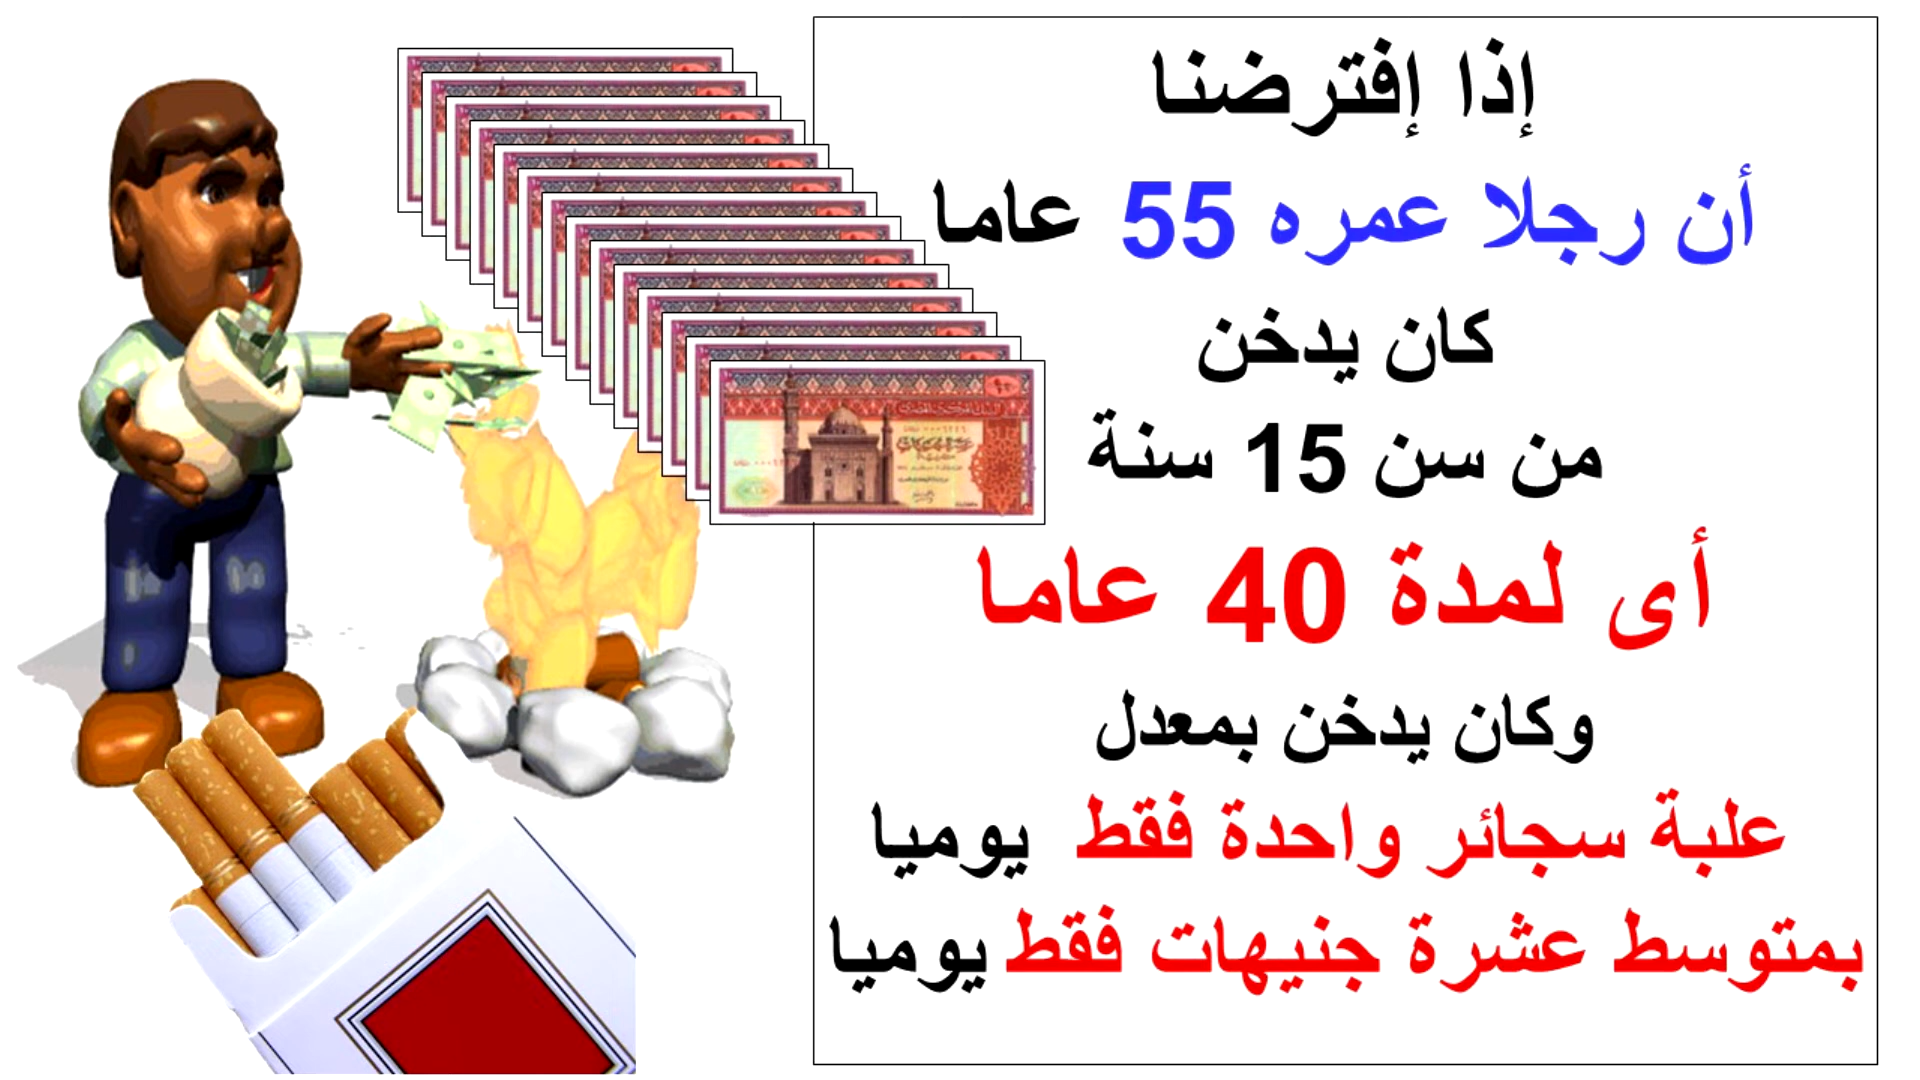 إذا إفترضنا
أن رجلا عمره 55 عاما
كان يدخن
من سن 15 سنة
أى لمدة 40 عاما
وكان يدخن بمعدل
علبة سجائر واحدة فقط يوميا
بمتوسط عشرة جنيهات فقط يوميا